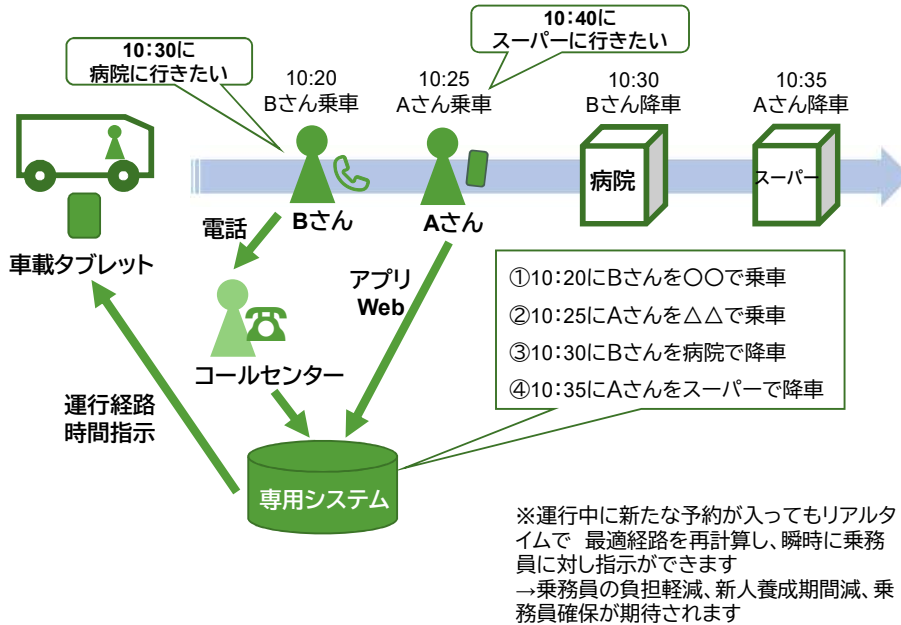 10：30に
病院に行きたい
10：40に
スーパーに行きたい
10:20
Bさん乗車
10:25
Aさん乗車
10:30
Bさん降車
10:35
Aさん降車
病院
スーパー
Bさん
Aさん
車載タブレット
電話
アプリ
Web
コールセンター
運行経路
時間指示
専用システム
①10：20にBさんを〇〇で乗車
②10：25にAさんを△△で乗車
③10：30にBさんを病院で降車
④10：35にAさんをスーパーで降車
※運行中に新たな予約が入ってもリアルタ
イムで　最適経路を再計算し、瞬時に乗務
員に対し指示ができます
→乗務員の負担軽減、新人養成期間減、乗
務員確保が期待されます